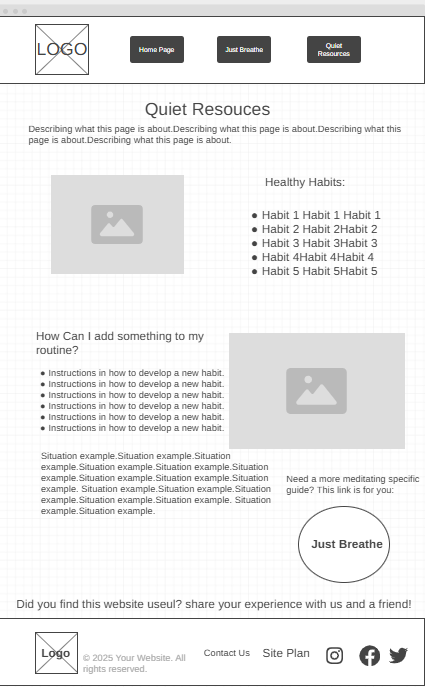 LOGO
Home Page
Just Breathe
Quiet
Resources
Quiet Resouces
Describing what this page is about.Describing what this page is about.Describing what this
page is about.Describing what this page is about.
Healthy Habits:
● Habit 1 Habit 1 Habit 1
● Habit 2 Habit 2Habit 2
● Habit 3 Habit 3Habit 3
● Habit 4Habit 4Habit 4
● Habit 5 Habit 5Habit 5
How Can I add something to my
routine?
● Instructions in how to develop a new habit.
● Instructions in how to develop a new habit.
● Instructions in how to develop a new habit.
● Instructions in how to develop a new habit.
● Instructions in how to develop a new habit.
● Instructions in how to develop a new habit.
Situation example.Situation example.Situation
example.Situation example.Situation example.Situation
example.Situation example.Situation example.Situation
example. Situation example.Situation example.Situation
example.Situation example.Situation example. Situation
example.Situation example.
Need a more meditating specific
guide? This link is for you:
Just Breathe
Did you find this website useul? share your experience with us and a friend!
Logo
© 2025 Your Website. All
rights reserved.
Contact Us
Site Plan